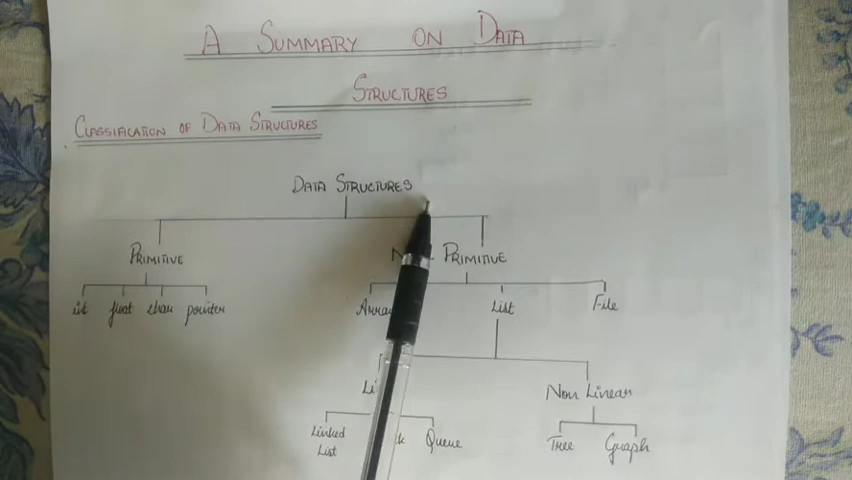 A SUMMARY ON DATA
STRUCTURES
CLASSIFICATION OF DATA STRUCTURES
DATA STRUCTURES
PRIMITIVE PRIMITIVE
int float char pointer List File
Non Linear
Linked Queue Tree Graph
List